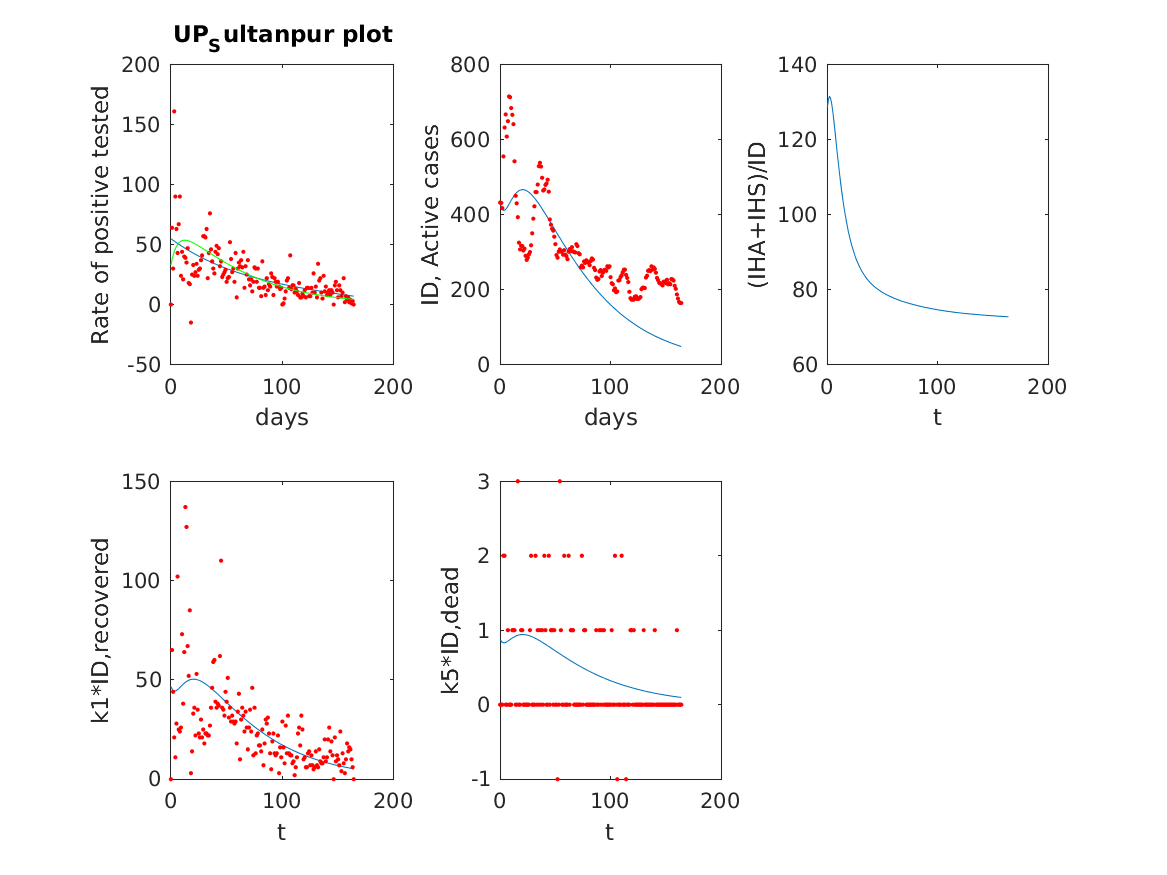 UPSultanpur plot
200
150
100
50
0
-50
0 100 200
days
Rate of positive tested
800
600
400
200
0
0 100 200
days
ID, Active cases
140
120
100
80
60
0 100 200
t
(IHA+IHS)/ID
150
100
50
0
0 100 200
t
k1*ID,recovered
3
2
1
0
-1
0 100 200
t
k5*ID,dead